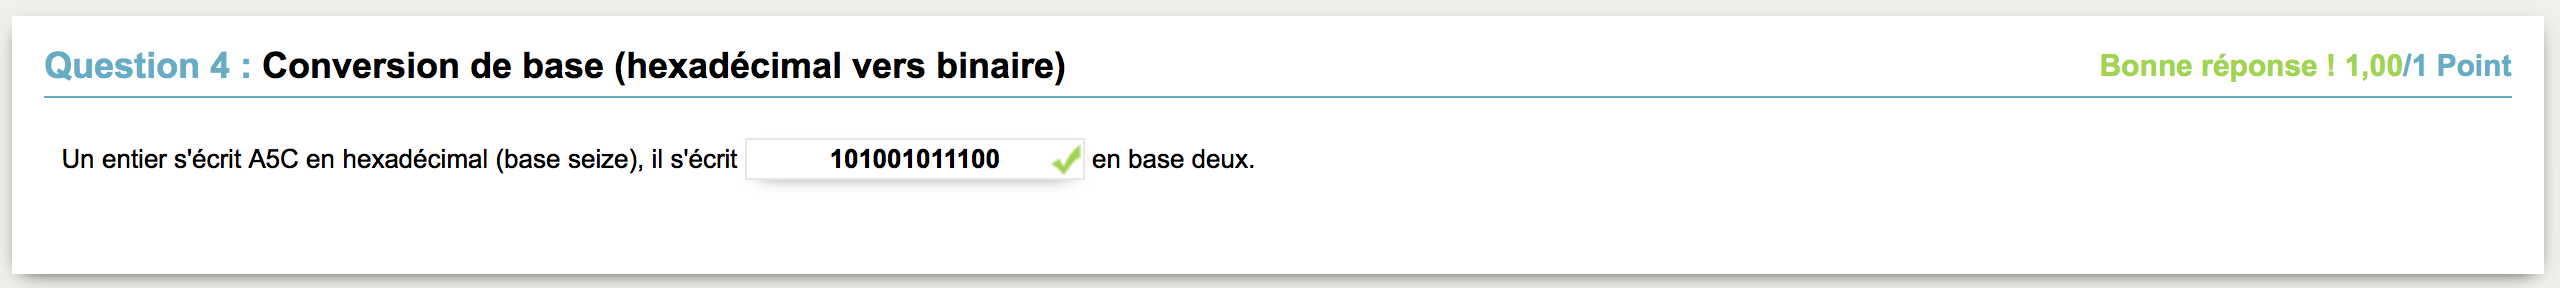 Question 4 : Conversion de base (hexadécimal vers binaire) Bonne réponse ! 1,00/1 Point
Un entier s'écrit A5C en hexadécimal (base seize), il s'écrit 101001011100 en base deux.